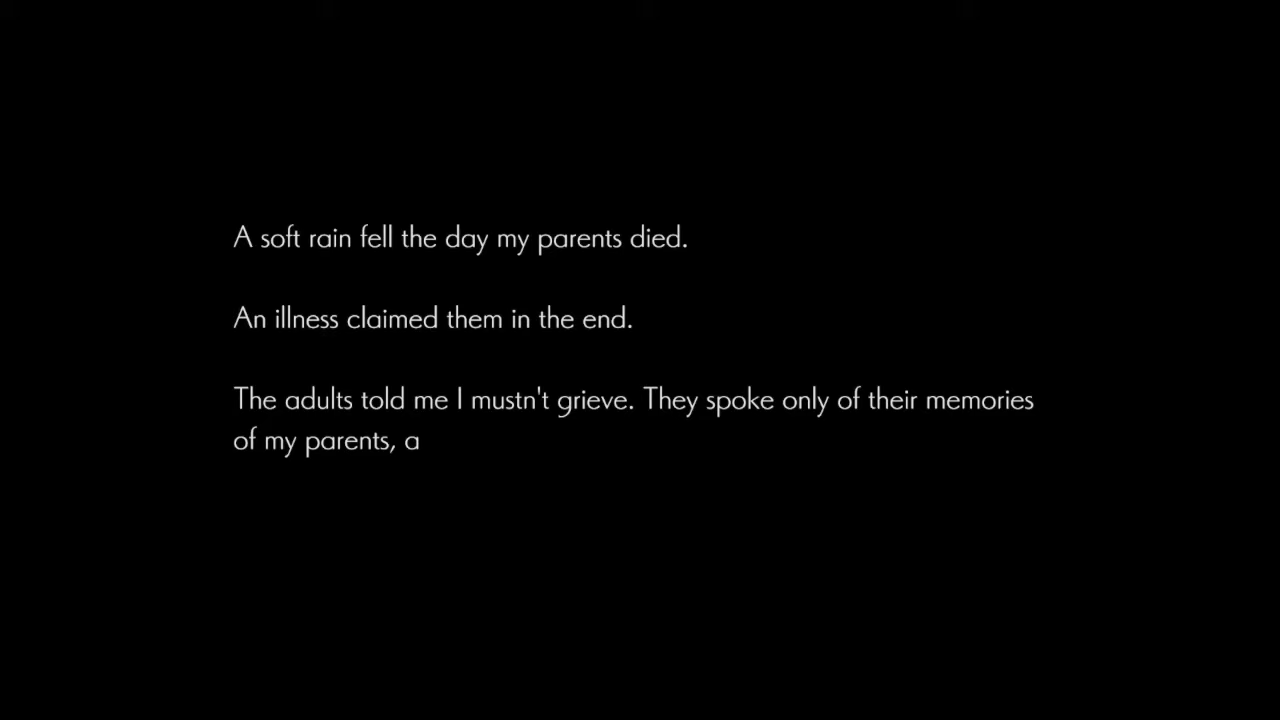 A soft rain fell the day my parents died.
An illness claimed them in the end.
The adults told me I mustn't grieve. They spoke only of their memories
of my parents, a